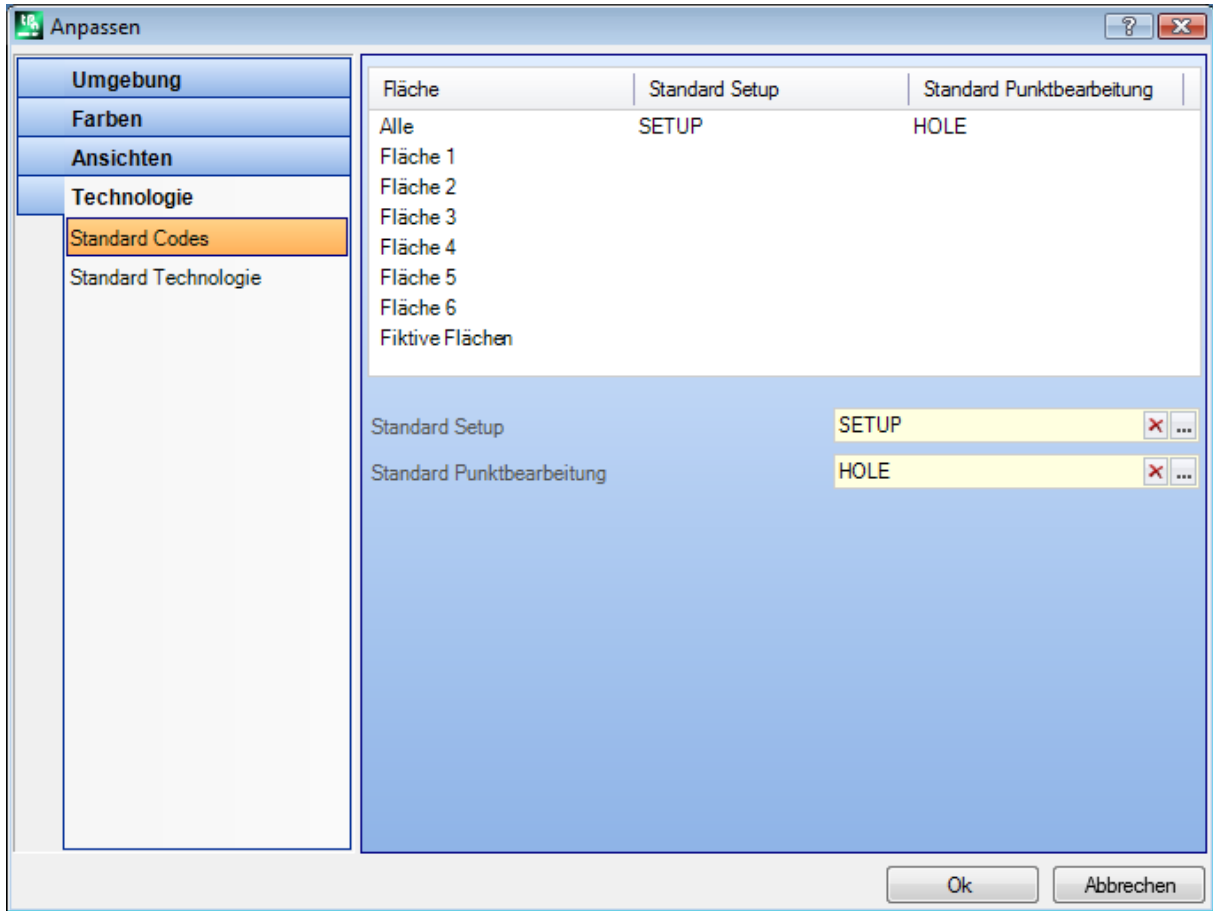 Anpassen
Umgebung
Farben
Ansichten
Technologie
Standard Codes
Standard Technologie
Fläche Standard Setup Standard Punktbearbeitung
Alle SETUP HOLE
Fläche 1
Fläche 2
Fläche 3
Fläche 4
Fläche 5
Fläche 6
Fiktive Flächen
Standard Setup SETUP ...
Standard Punktbearbeitung HOLE ...
Ok Abbrechen